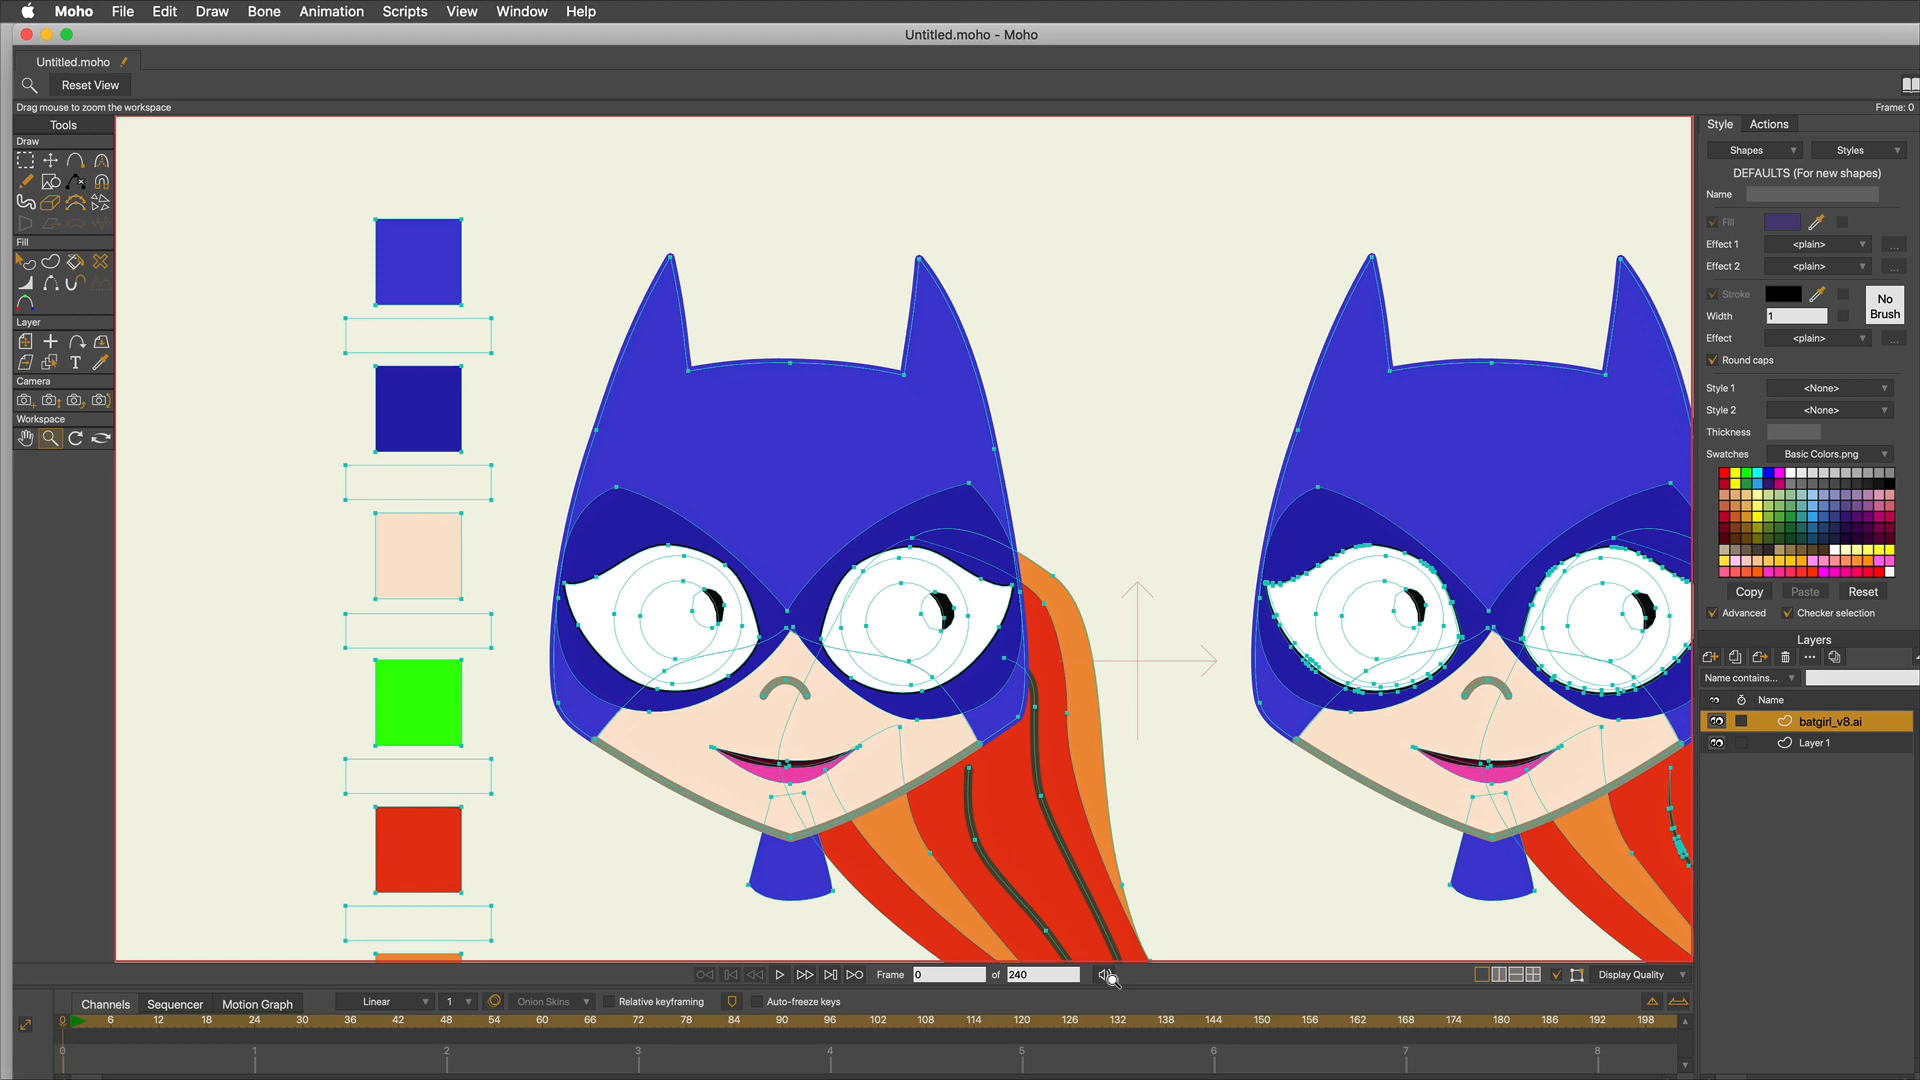 Moho File Edit Draw Bone Animation Scripts View Window Help
Untitled.moho - Moho
Untitled.moho
Reset View
Drag mouse to zoom the workspace
Frame: 0
Tools
Draw
Fill
Layer
Camera
Workspace
Style Actions
Shapes Styles
DEFAULTS (For new shapes)
Name
Fill
Effect 1 <plain> ...
Effect 2 <plain> ...
Stroke
No Brush
Width 1
Effect <plain> ...
Round caps
Style 1 <None>
Style 2 <None>
Thickness
Swatches Basic Colors.png
Copy Paste Reset
Advanced Checker selection
Layers
Name contains...
Name
batgirl_v8.ai
Layer 1
Frame 0 of 240
Display Quality
Channels Sequencer Motion Graph Linear 1 Onion Skins Relative keyframing Auto-freeze keys
0 6 12 18 24 30 36 42 48 54 60 66 72 78 84 90 96 102 108 114 120 126 132 138 144 150 156 162 168 174 180 186 192 198
0 1 2 3 4 5 6 7 8